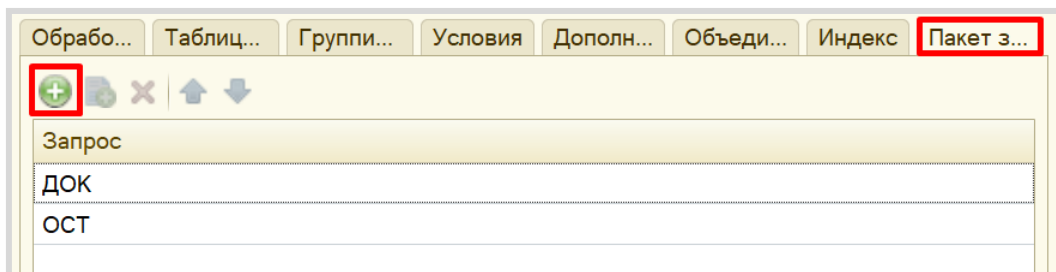 Обрабо... Таблиц... Группи... Условия Дополн... Объеди... Индекс Пакет з...
Запрос
ДОК
ОСТ